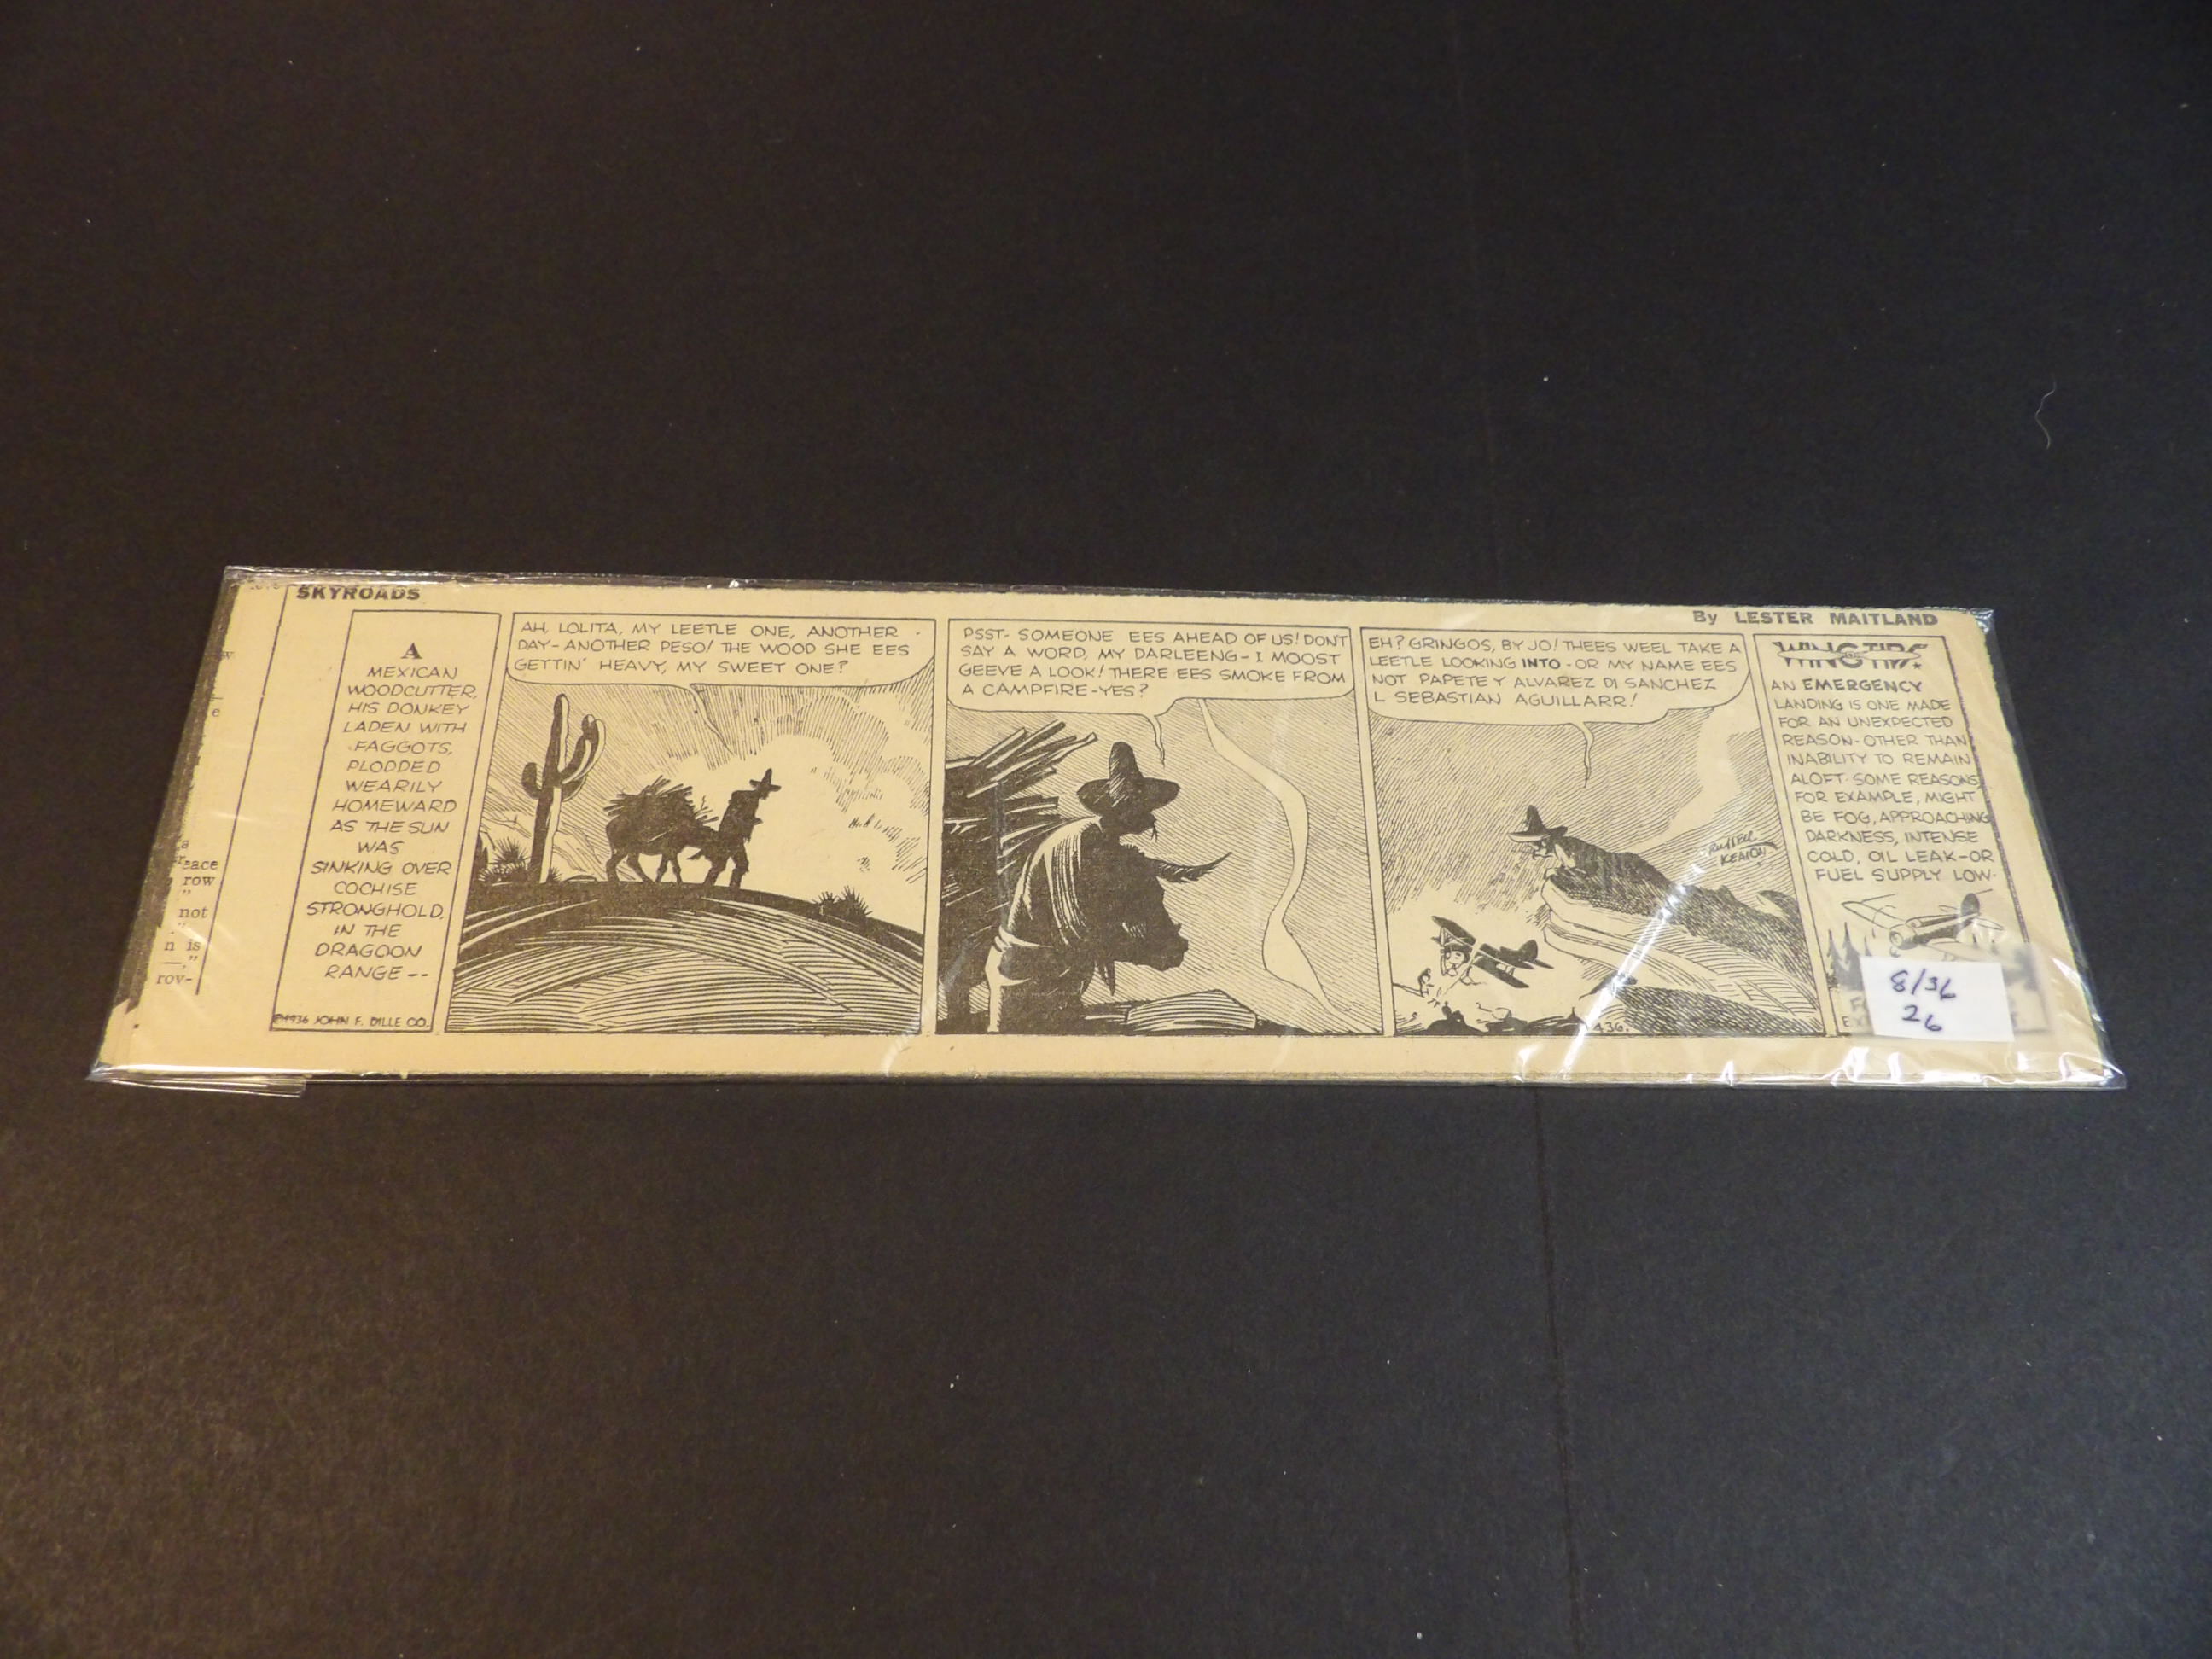 SKYROADS
By LESTER MAITLAND
A
MEXICAN
WOODCUTTER,
HIS DONKEY
LADEN WITH
FAGGOTS,
PLODDED
WEARILY
HOMEWARD
AS THE SUN
WAS
SINKING OVER
COCHISE
STRONGHOLD,
IN THE
DRAGOON
RANGE--
©1936 JOHN F. DILLE CO.
AH, LOLITA, MY LEETLE ONE, ANOTHER
DAY-ANOTHER PESO! THE WOOD SHE EES
GETTIN' HEAVY, MY SWEET ONE?
PSST- SOMEONE EES AHEAD OF US! DONT
SAY A WORD, MY DARLEENG-I MOOST
GEEVE A LOOK! THERE EES SMOKE FROM
A CAMPFIRE-YES?
EH? GRINGOS, BY JO! THEES WEEL TAKE A
LEETLE LOOKING INTO-OR MY NAME EES
NOT PAPETE Y ALVAREZ DI SANCHEZ
L SEBASTIAN AGUILLARR!
RUSSELL
KEATON
WING TIPS
AN EMERGENCY
LANDING IS ONE MADE
FOR AN UNEXPECTED
REASON-OTHER THAN
INABILITY TO REMAIN
ALOFT. SOME REASONS,
FOR EXAMPLE, MIGHT
BE FOG, APPROACHING
DARKNESS, INTENSE
COLD, OIL LEAK-OR
FUEL SUPPLY LOW.
8/36
26
row
not
is
rov-